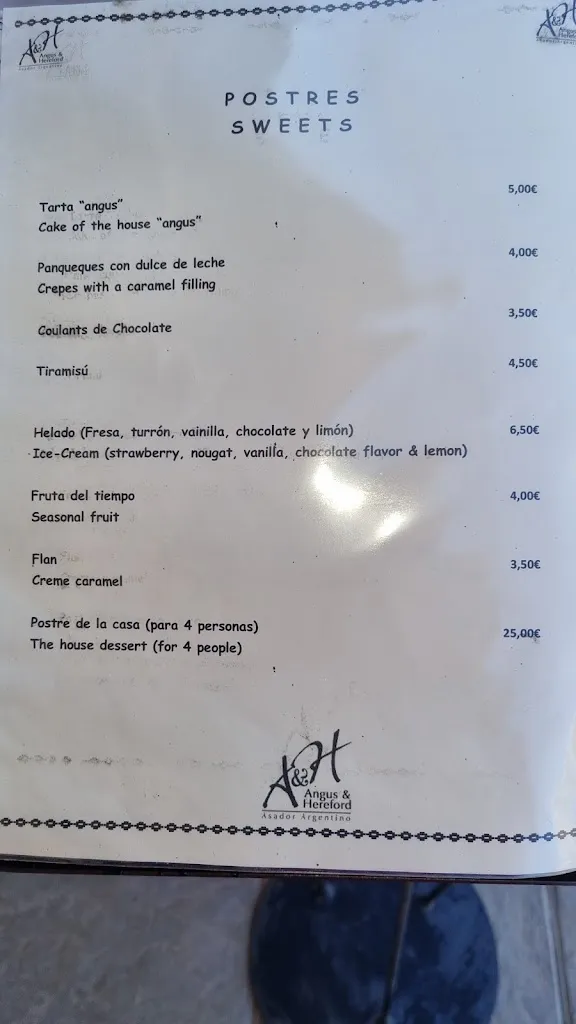 A&H
Angus &
Hereford
Asador Argentino
A&H
Angus &
Hereford
POSTRES
SWEETS
Tarta "angus" 5,00€
Cake of the house "angus"
Panqueques con dulce de leche 4,00€
Crepes with a caramel filling
Coulants de Chocolate 3,50€
Tiramisú 4,50€
Helado (Fresa, turrón, vainilla, chocolate y limón) 6,50€
Ice-Cream (strawberry, nougat, vanilla, chocolate flavor & lemon)
Fruta del tiempo 4,00€
Seasonal fruit
Flan 3,50€
Creme caramel
Postre de la casa (para 4 personas) 25,00€
The house dessert (for 4 people)
A&H
Angus &
Hereford
Asador Argentino